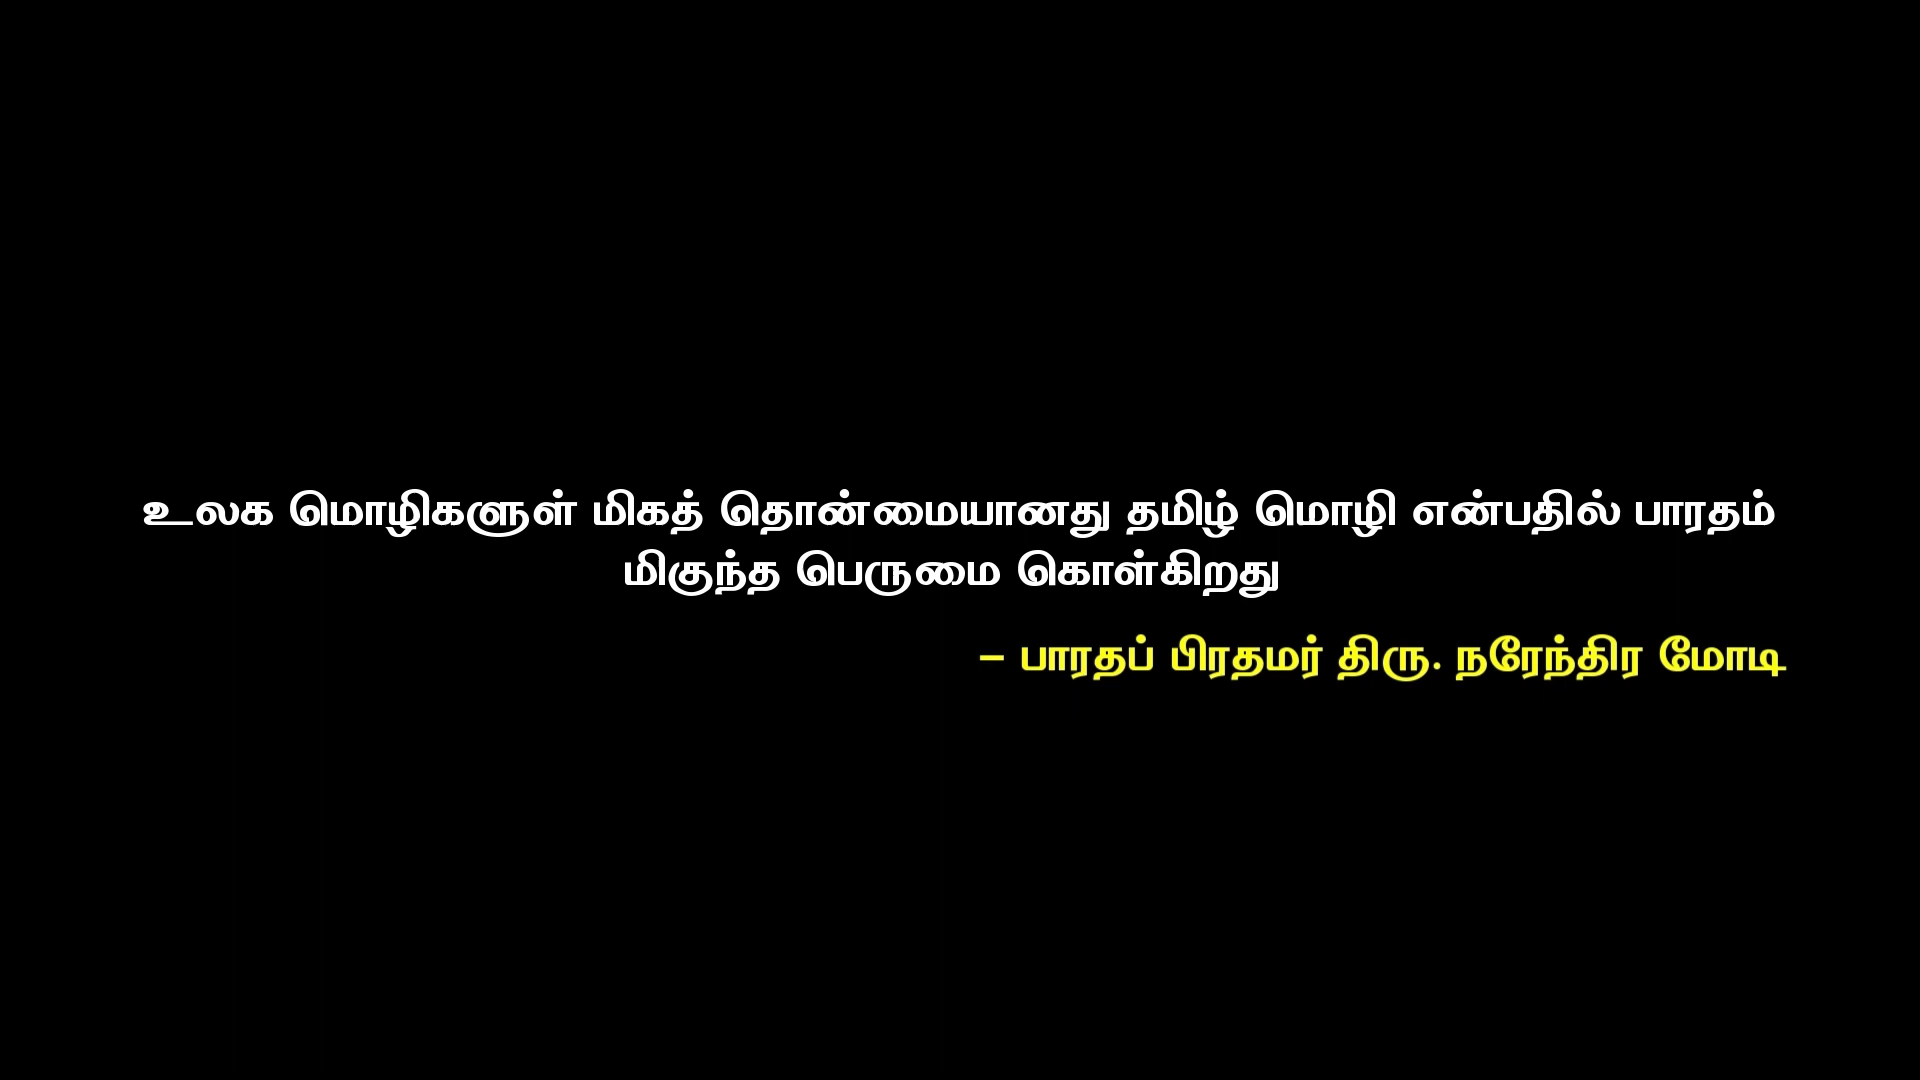 உலக மொழிகளுள் மிகத் தொன்மையானது தமிழ் மொழி என்பதில் பாரதம்
மிகுந்த பெருமை கொள்கிறது
– பாரதப் பிரதமர் திரு. நரேந்திர மோடி